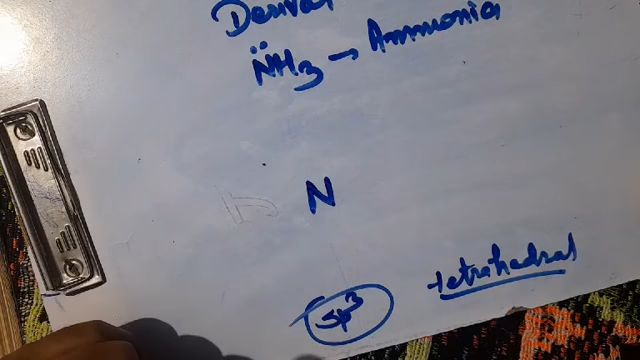 N̈H₃ → Ammonia
N
sp³ tetrahedral